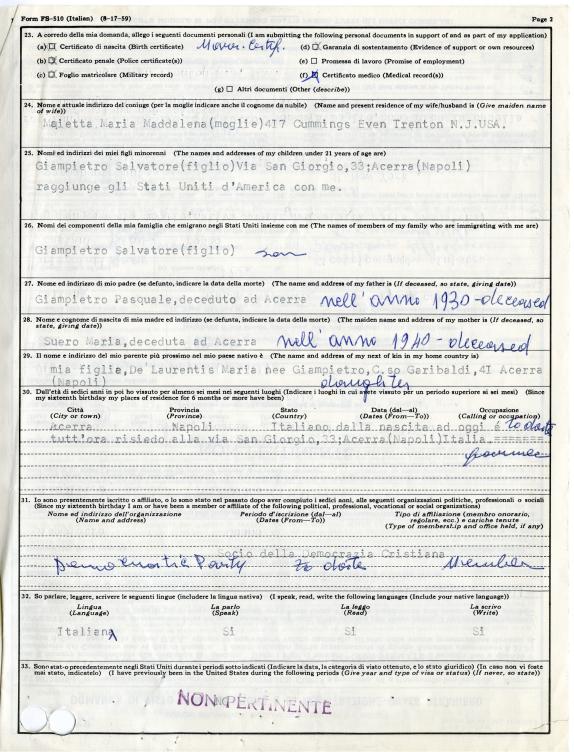 Form FS-510 (Italian) (8-17-59) Page 2
23. A corredo della mia domanda, allego i seguenti documenti personali (I am submitting the following personal documents in support of and as part of my application)
(a) Certificato di nascita (Birth certificate) (d) Garanzia di sostentamento (Evidence of support or own resources)
(b) Certificato penale (Police certificate(s)) (e) Promessa di lavoro (Promise of employment)
(c) Foglio matricolare (Military record) (f) Certificato medico (Medical record(s))
(g) Altri documenti (Other (describe))
24. Nome e attuale indirizzo del coniuge (per la moglie indicare anche il cognome da nubile) (Name and present residence of my wife/husband is (Give maiden name of wife))
Majetta Maria Maddalena(moglie)417 Cummings Even Trenton N.J.USA.
25. Nomi ed indirizzi dei miei figli minorenni (The names and addresses of my children under 21 years of age are)
Giampietro Salvatore(figlio)Via San Giorgio,33;Acerra(Napoli)
raggiunge gli Stati Uniti d'America con me.
26. Nomi dei componenti della mia famiglia che emigrano negli Stati Uniti insieme con me (The names of members of my family who are immigrating with me are)
Giampietro Salvatore(figlio) son
27. Nome e indirizzo di mio padre (se defunto, indicare la data della morte) (The name and address of my father is (If deceased, so state, giving date))
Giampietro Pasquale,deceduto ad Acerra nell'anno 1930-deceased
28. Nome e cognome di nascita di mia madre ed indirizzo (se defunta, indicare la data della morte) (The maiden name and address of my mother is (If deceased, so state, giving date))
Suero Maria,deceduta ad Acerra nell'anno 1940-deceased
29. Il nome e indirizzo del mio parente più prossimo nel mio paese nativo è (The name and address of my next of kin in my home country is)
mia figlia,De'Laurentis Maria nee Giampietro,C.sp Garibaldi,41 Acerra
(Napoli) daughter
30. Dall'età di sedici anni in poi ho vissuto per almeno sei mesi nei seguenti luoghi (Indicare i luoghi in cui avete vissuto per un periodo superiore ai sei mesi) (Since my sixteenth birthday my places of residence for 6 months or more have been)
Città Provincia Stato Data (dal—al) Occupazione
(City or town) (Country) (Dates (From—To)) (Calling or occupation)
Acerra Napoli Italiano dalla nascita ad oggi é to date
tutt'ora risiedo alla via San Giorgio,33;Acerra(Napoli)Italia.=======
31. Io sono presentemente iscritto o affiliato, o lo sono stato nel passato dopo aver compiuto i sedici anni, alle seguenti organizzazioni politiche, professionali o sociali (Since my sixteenth birthday I am or have been a member or affiliate of the following political, professional, vocational or social organizations)
Nome ed indirizzo dell'organizzazione Periodo d'iscrizione (dal—al) Tipo di affiliazione (membro onorario, regolare, ecc.) e cariche tenute
(Name and address) (Dates (From—To)) (Type of membersl.ip and office held, if any)
Socio della Democrazia Cristiana
Party to date Member
32. So parlare, leggere, scrivere le seguenti lingue (includere la lingua nativa) (I speak, read, write the following languages (Include your native language))
Lingua La parlo La leggo La scrivo
(Language) (Speak) (Read) (Write)
Italiana Si Si Si
33. Sono stat-o precedentemente negli Stati Uniti durante i periodi sotto indicati (Indicare la data, la categoria di visto ottenuto, e lo stato giuridico) (In caso non vi foste mai stato, indicatelo) (I have previously been in the United States during the following period (Give year and type of visa or status) (If never, so state))
NON PERTINENTE